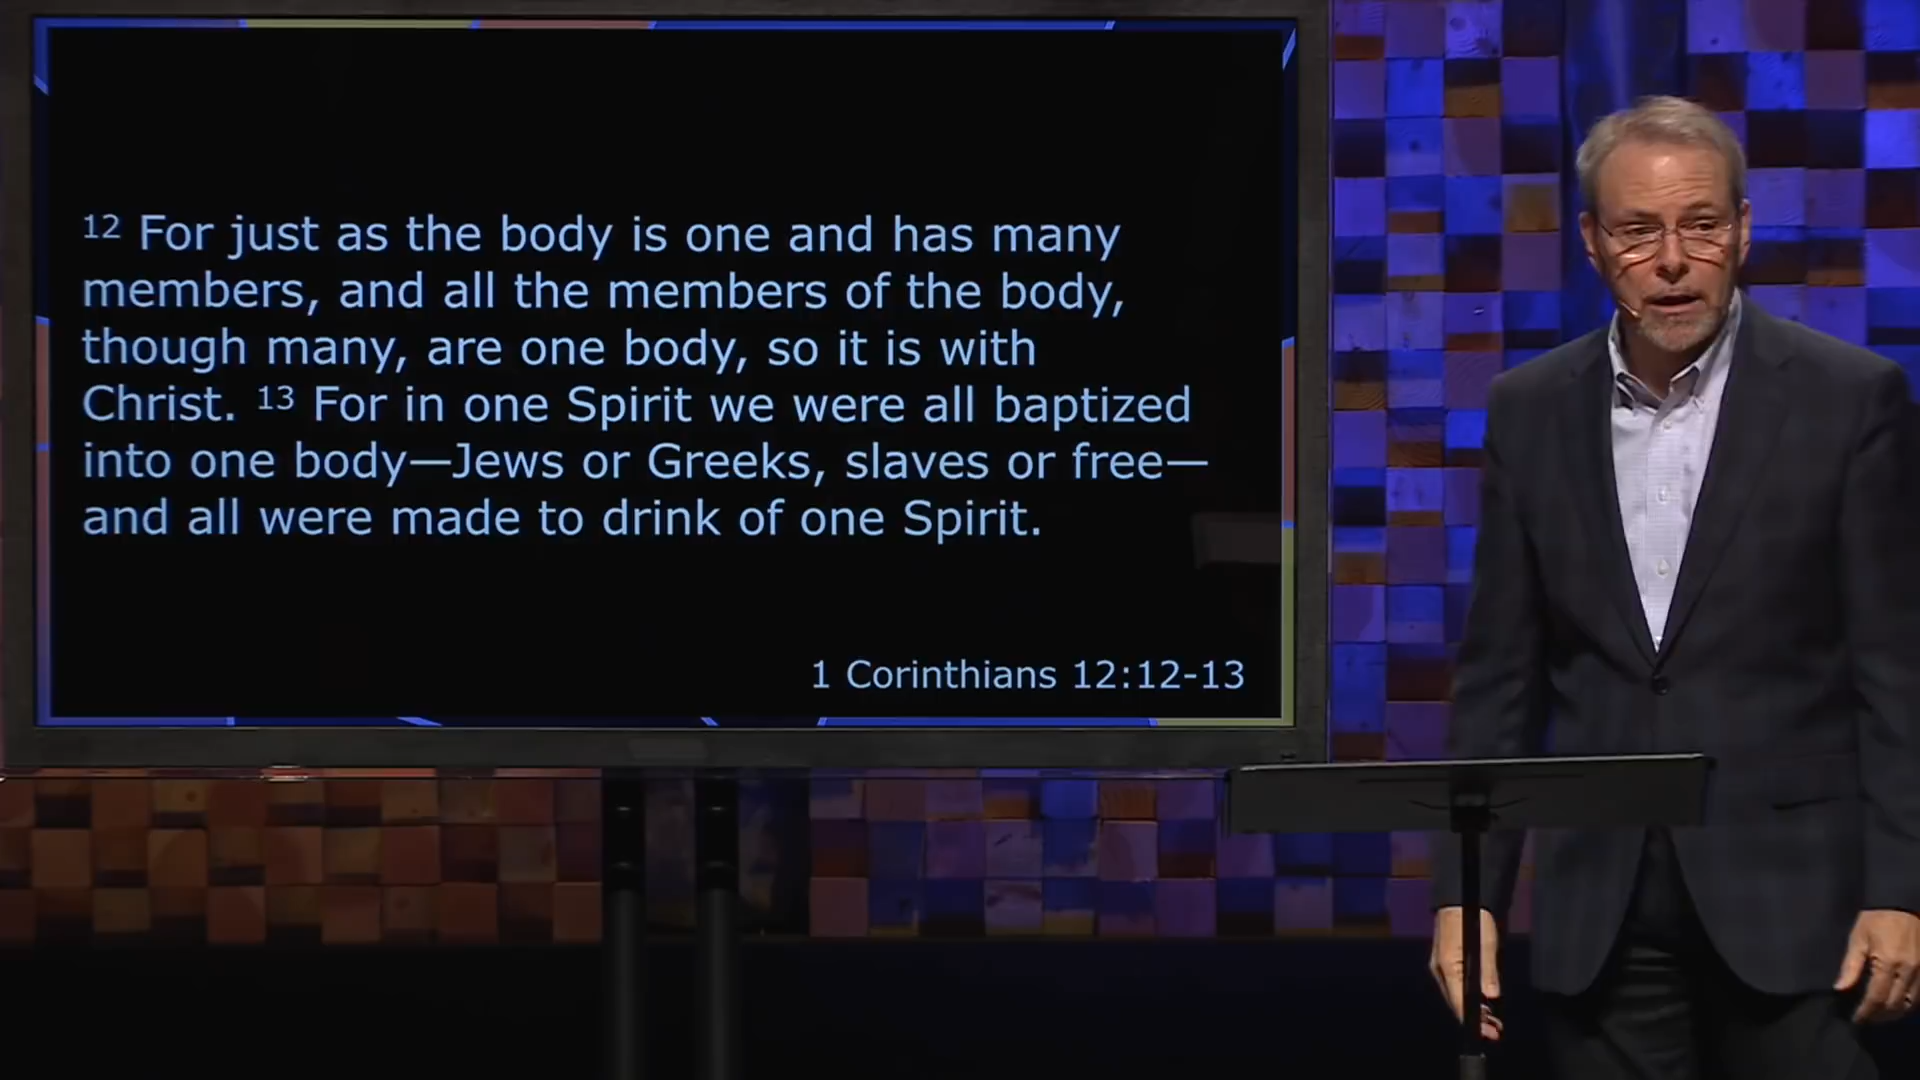 12 For just as the body is one and has many
members, and all the members of the body,
though many, are one body, so it is with
Christ. 13 For in one Spirit we were all baptized
into one body—Jews or Greeks, slaves or free—
and all were made to drink of one Spirit.
1 Corinthians 12:12-13